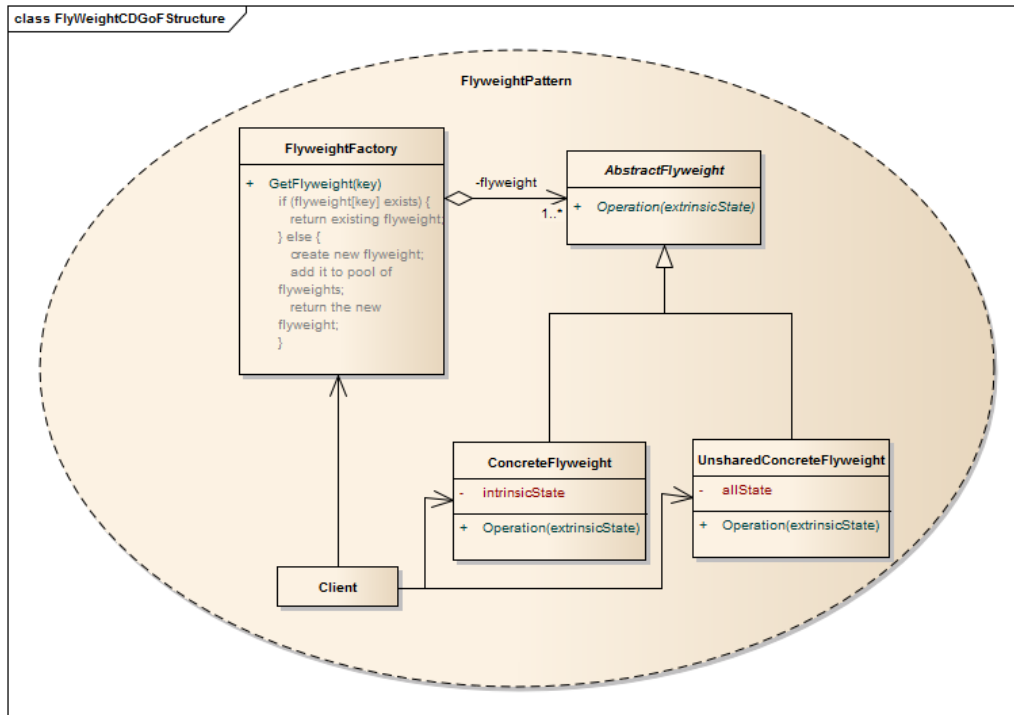 class FlyWeightCDGoFStructure
FlyweightPattern
FlyweightFactory
+ GetFlyweight(key)
if (flyweight[key] exists) {
return existing flyweight;
} else {
create new flyweight;
add it to pool of
flyweights;
return the new
flyweight;
}
-flyweight
1..*
AbstractFlyweight
+ Operation(extrinsicState)
ConcreteFlyweight
- intrinsicState
+ Operation(extrinsicState)
UnsharedConcreteFlyweight
- allState
+ Operation(extrinsicState)
Client